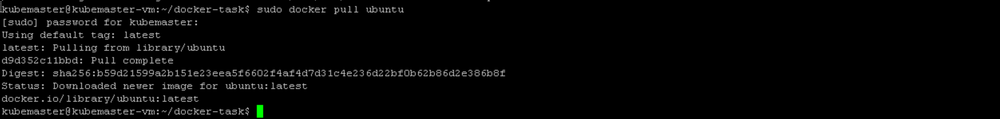 kubemaster@kubemaster-vm:~/docker-task$ sudo docker pull ubuntu
[sudo] password for kubemaster:
Using default tag: latest
latest: Pulling from library/ubuntu
d9d352c11bbd: Pull complete
Digest: sha256:b59d21599a2b151e23eea5f6602f4af4d7d31c4e236d22bf0b62b86d2e386b8f
Status: Downloaded newer image for ubuntu:latest
docker.io/library/ubuntu:latest
kubemaster@kubemaster-vm:~/docker-task$